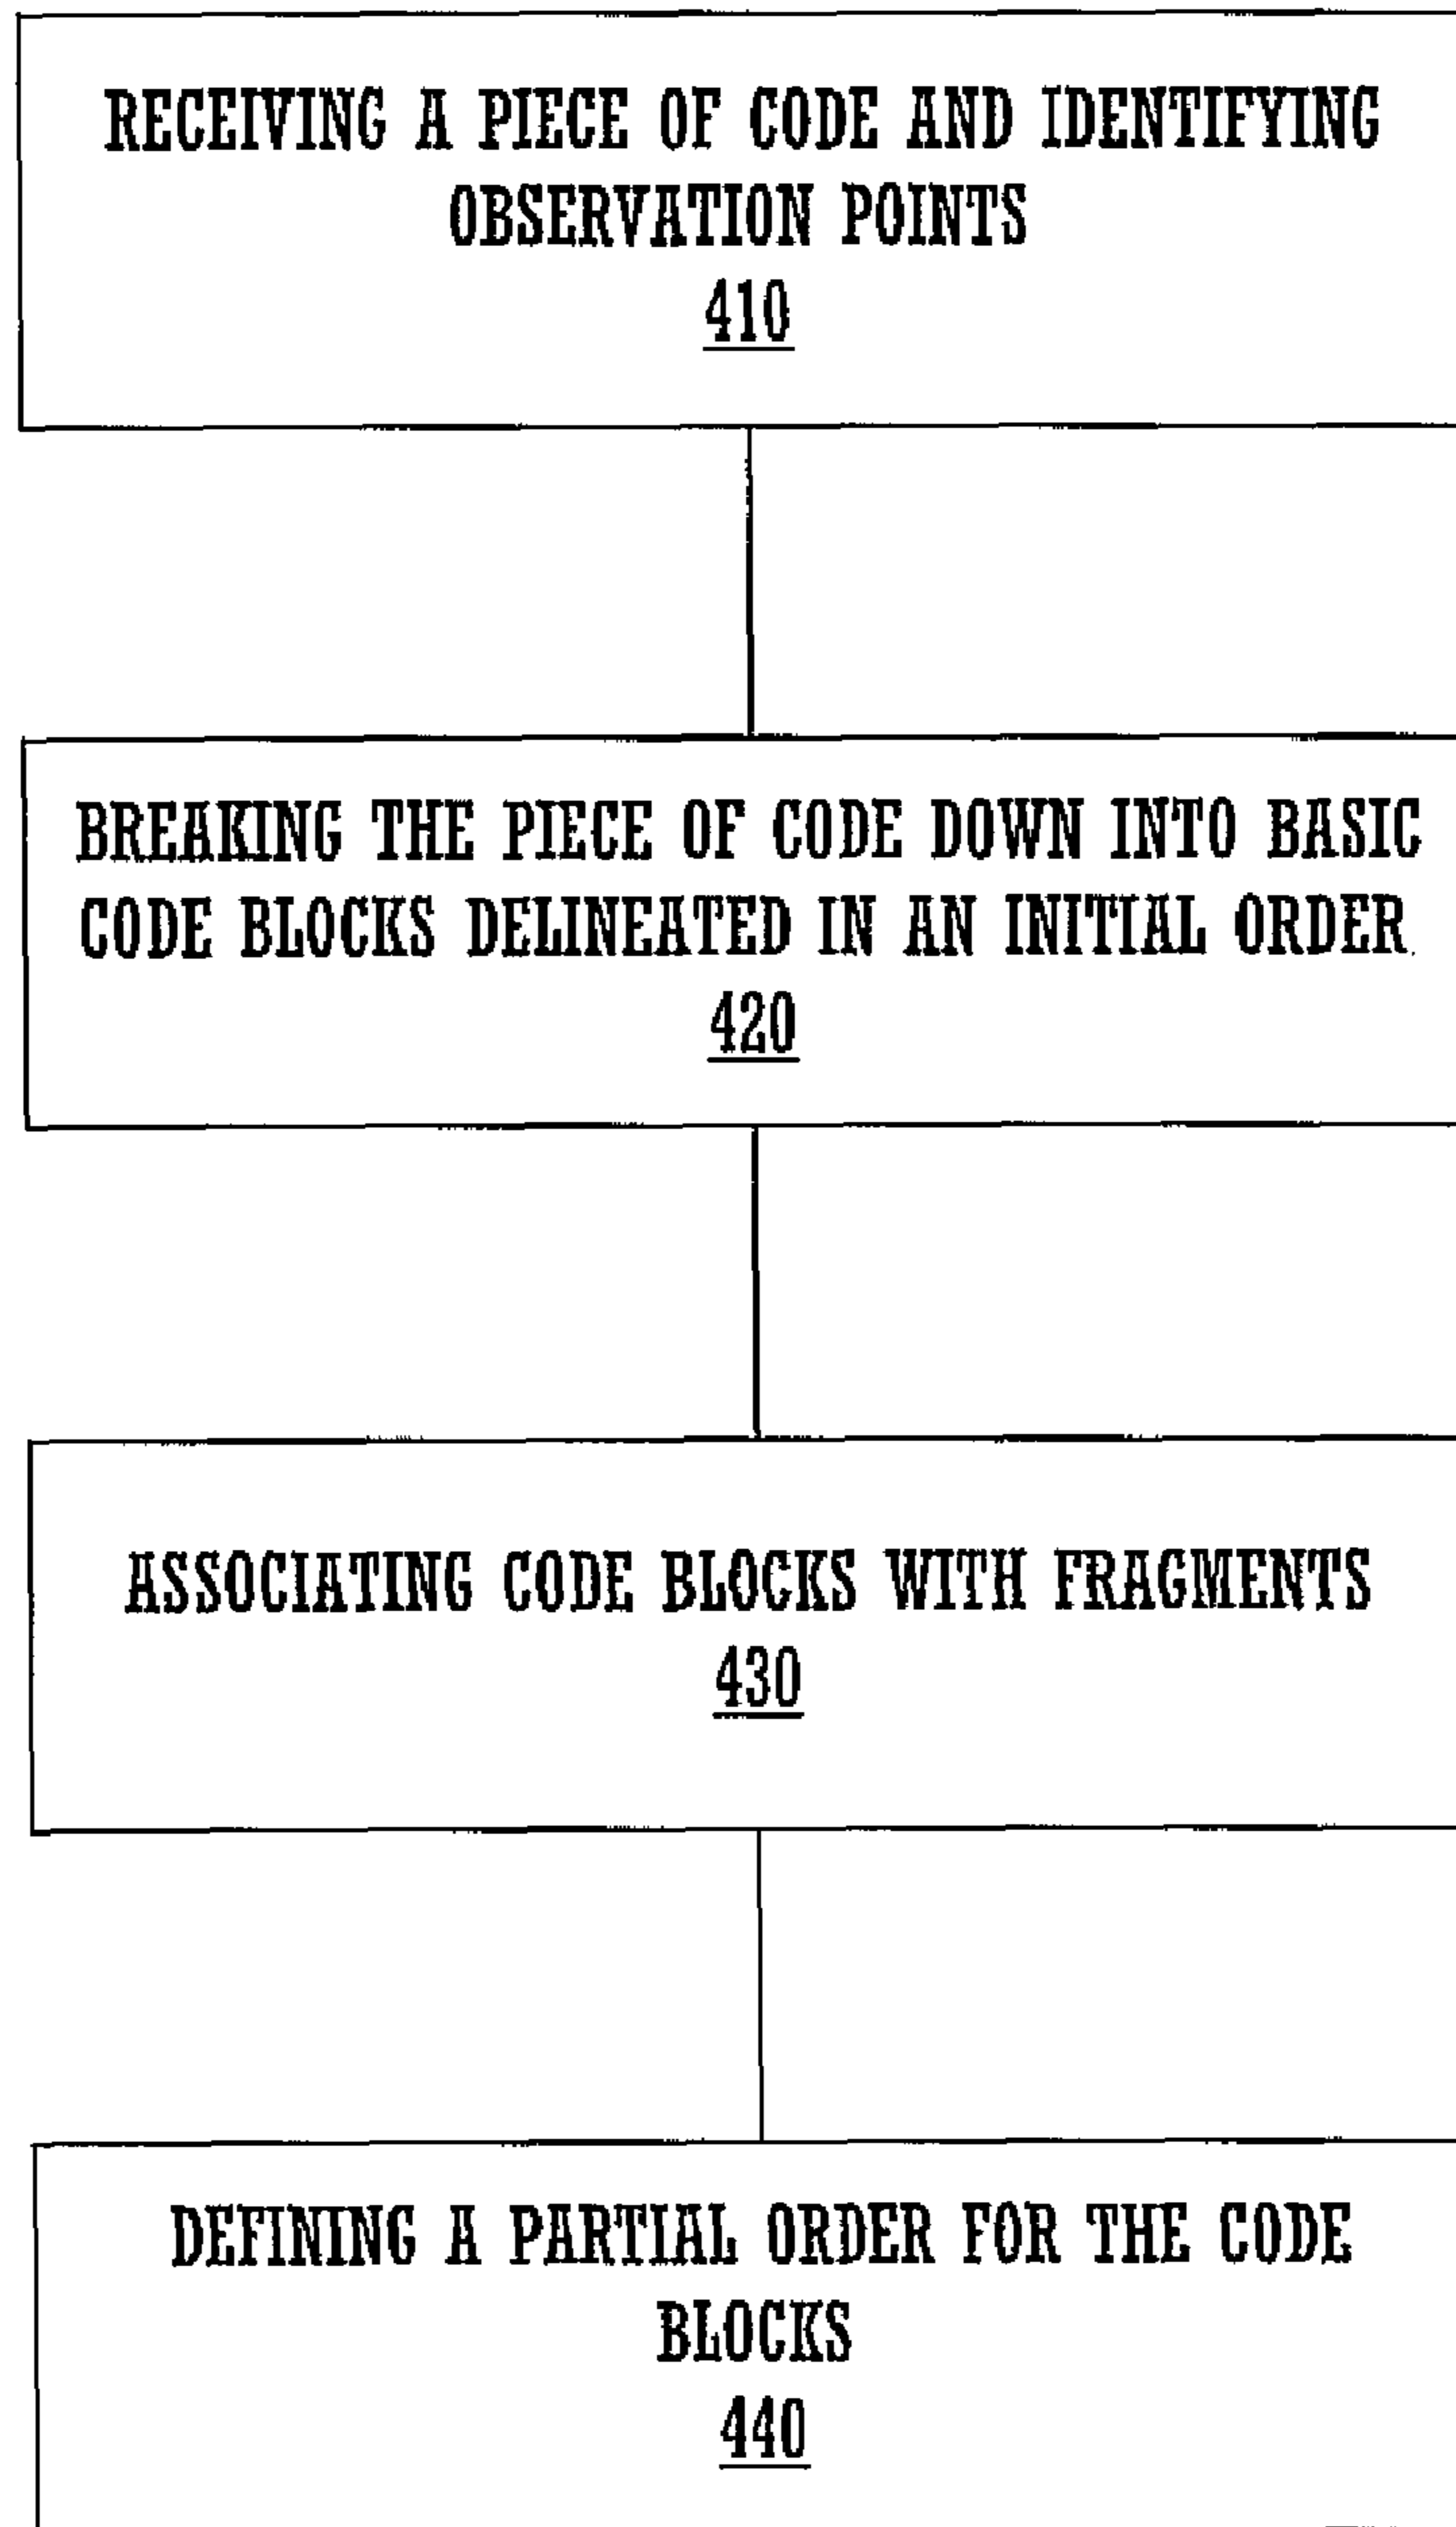 RECEIVING A PIECE OF CODE AND IDENTIFYING
OBSERVATION POINTS
410
BREAKING THE PIECE OF CODE DOWN INTO BASIC
CODE BLOCKS DELINEATED IN AN INITIAL ORDER.
420
ASSOCIATING CODE BLOCKS WITH FRAGMENTS
430
DEFINING A PARTIAL ORDER FOR THE CODE
BLOCKS
440